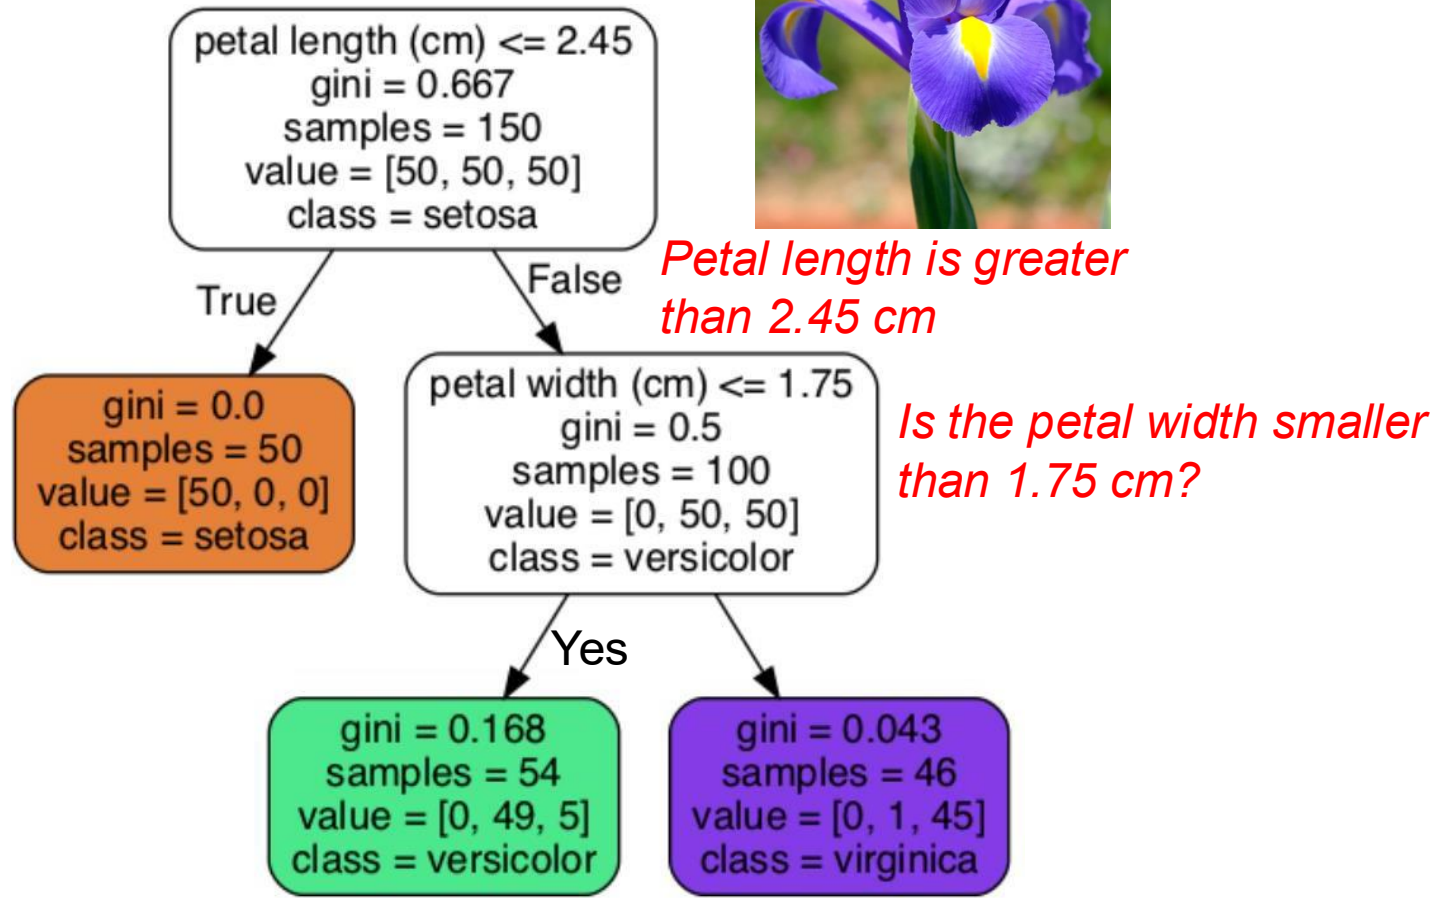 petal length (cm) <= 2.45
gini = 0.667
samples = 150
value = [50, 50, 50]
class = setosa
True
False
Petal length is greater
than 2.45 cm
gini = 0.0
samples = 50
value = [50, 0, 0]
class = setosa
petal width (cm) <= 1.75
gini = 0.5
samples = 100
value = [0, 50, 50]
class = versicolor
Is the petal width smaller
than 1.75 cm?
Yes
gini = 0.168
samples = 54
value = [0, 49, 5]
class = versicolor
gini = 0.043
samples = 46
value = [0, 1, 45]
class = virginica